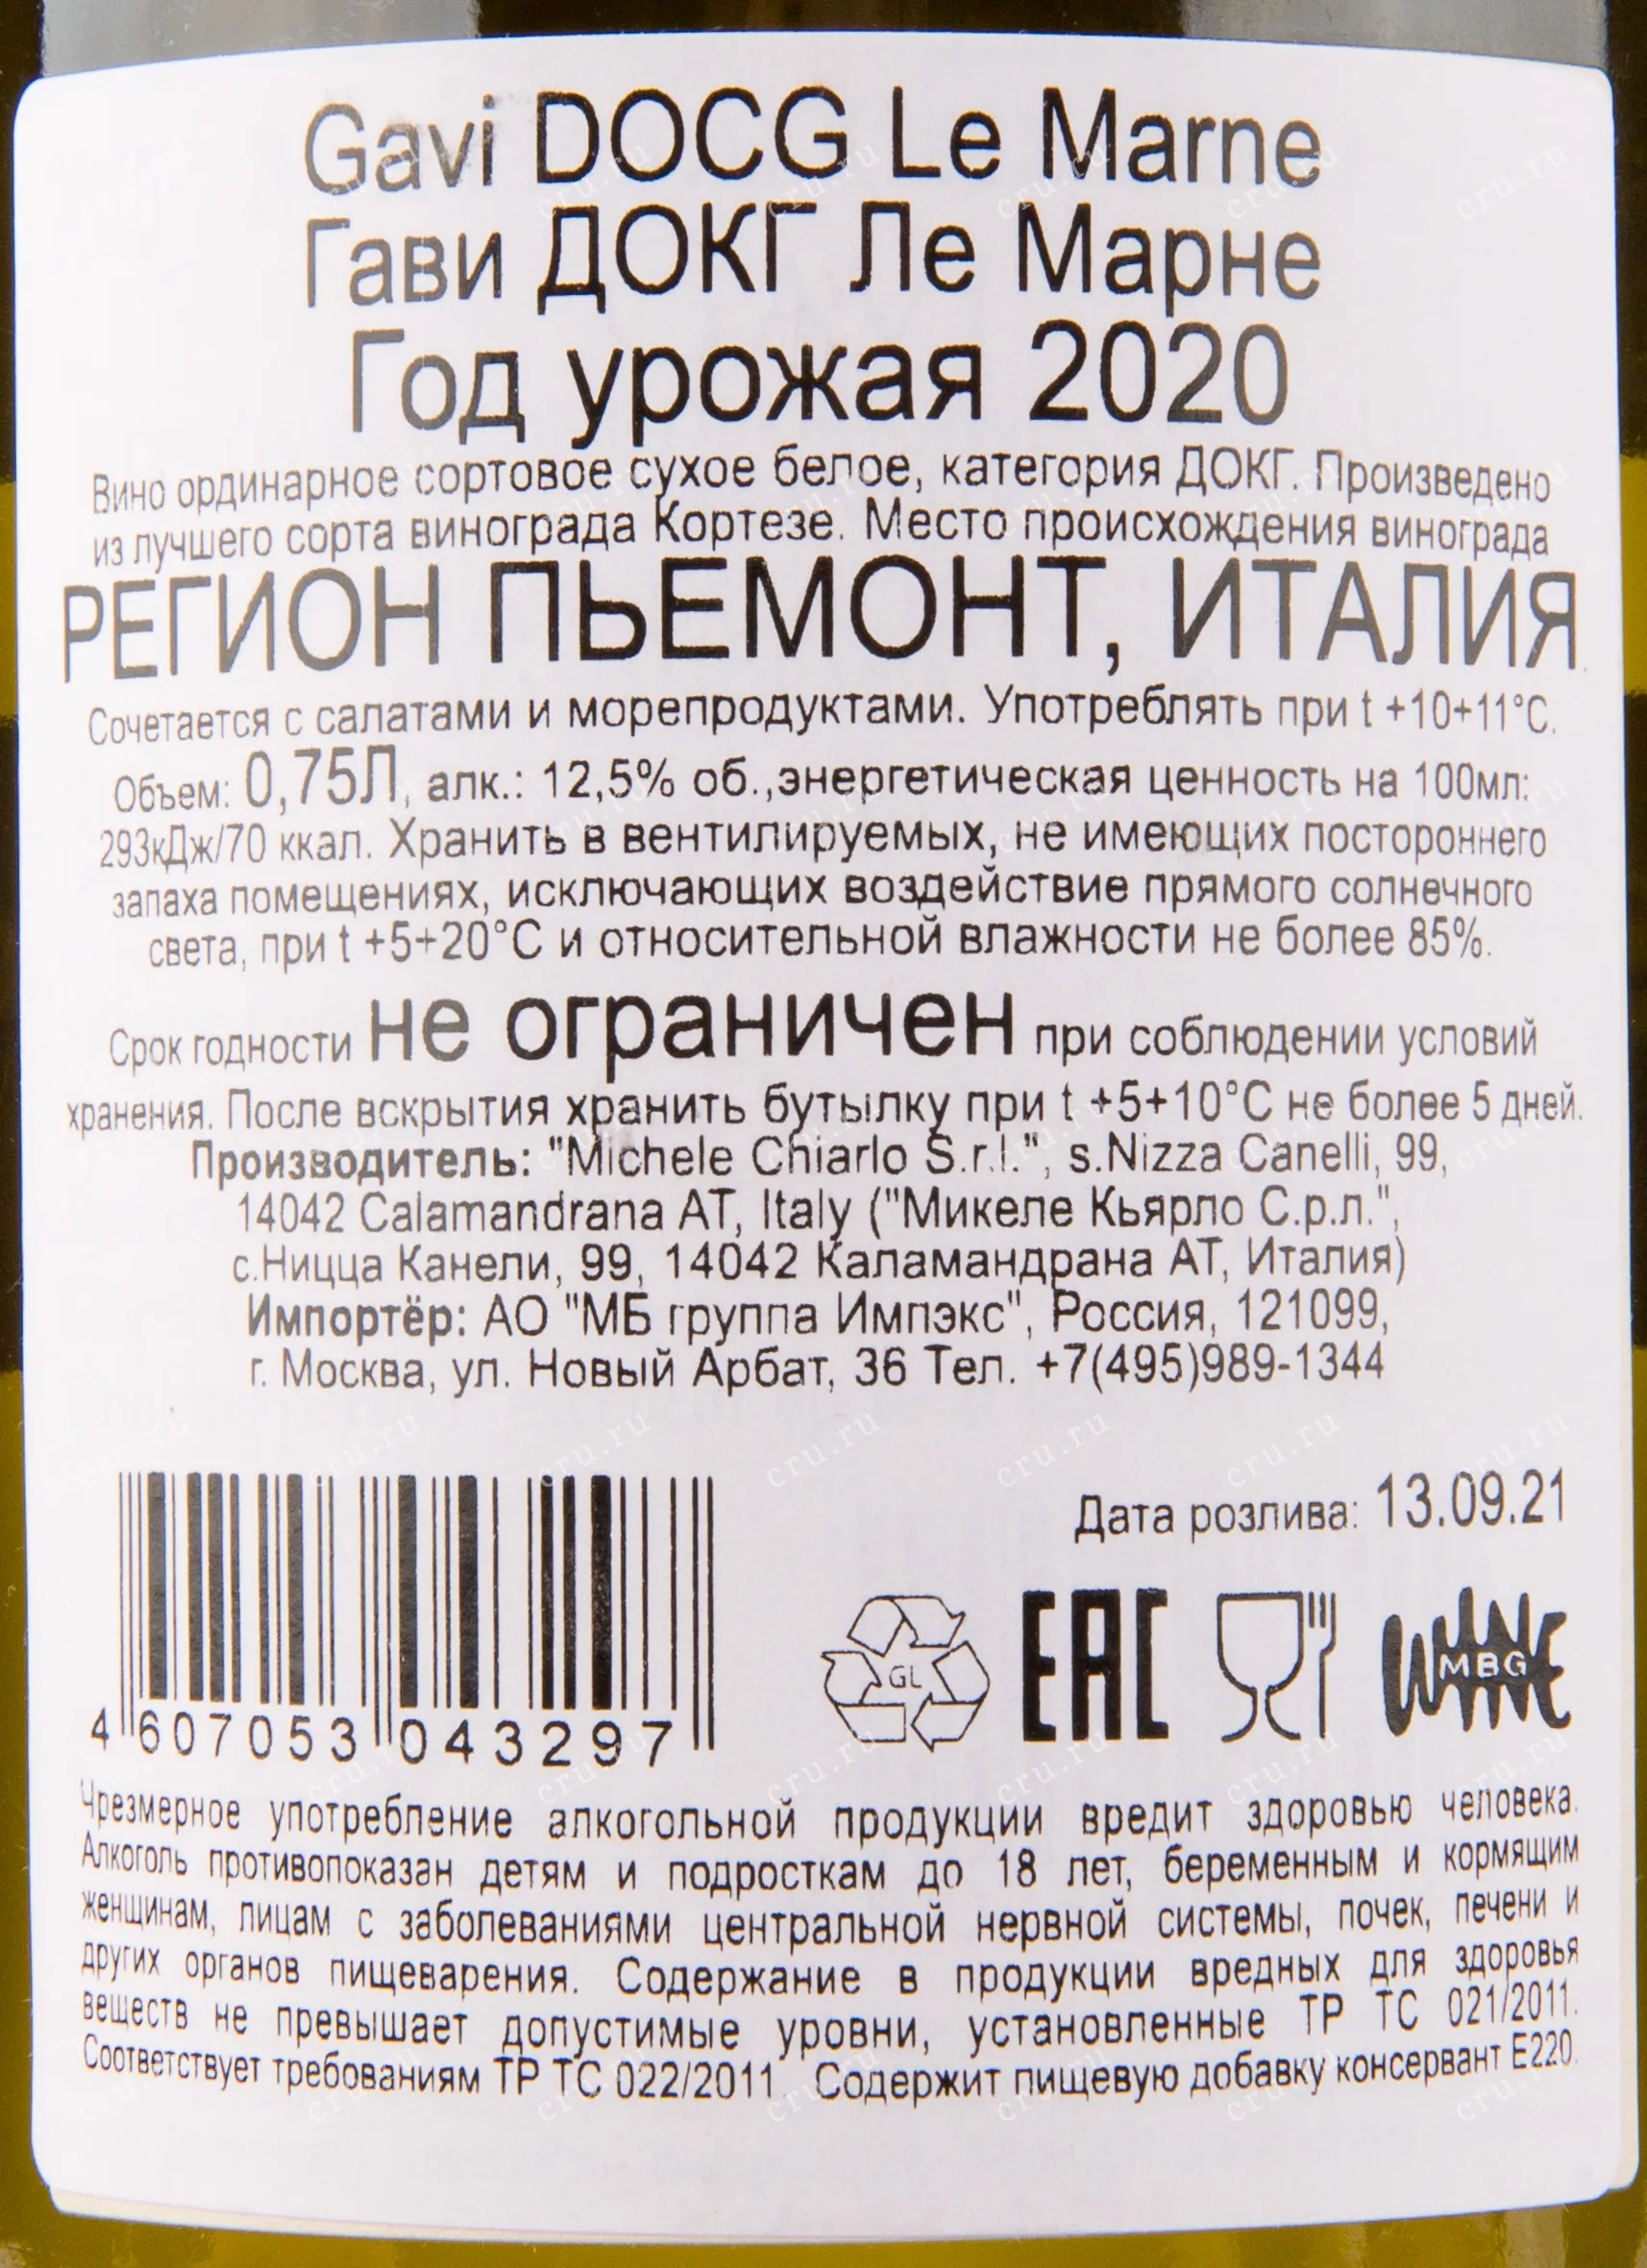 Gavi DOCG Le Marne
Гави ДОКГ Ле Марне
Год урожая 2020
Вино ординарное сортовое сухое белое, категория ДОКГ. Произведено
из лучшего сорта винограда Кортезе. Место происхождения винограда
РЕГИОН ПЬЕМОНТ, ИТАЛИЯ.
Сочетается с салатами и морепродуктами. Употреблять при t +10+11°С.
Объем: 0,75Л, алк.: 12,5% об.,энергетическая ценность на 100мл:
293кДж/70 ккал. Хранить в вентилируемых, не имеющих постороннего
запаха помещениях, исключающих воздействие прямого солнечного
света, при t +5+20°С и относительной влажности не более 85%.
Срок годности не ограничен при соблюдении условий
хранения. После вскрытия хранить бутылку при t +5+10°С не более 5 дней.
Производитель: "Michele Chiarlo S.r.l.", s.Nizza Canelli, 99,
14042 Calamandrana AT, Italy ("Микеле Кьярло С.р.л.",
с.Ницца Канели, 99, 14042 Каламандрана АТ, Италия)
Импортёр: АО "МБ группа Импэкс", Россия, 121099,
г. Москва, ул. Новый Арбат, 36 Тел. +7(495)989-1344
Дата розлива: 13.09.21
GL EAC WINE MBG
4 607053 043297
Чрезмерное употребление алкогольной продукции вредит здоровью человека.
Алкоголь противопоказан детям и подросткам до 18 лет, беременным и кормящим
женщинам, лицам с заболеваниями центральной нервной системы, почек, печени и
других органов пищеварения. Содержание в продукции вредных для здоровья
веществ не превышает допустимые уровни, установленные ТР ТС 021/2011.
Соответствует требованиям ТР ТС 022/2011. Содержит пищевую добавку консервант Е220.
cru.ru